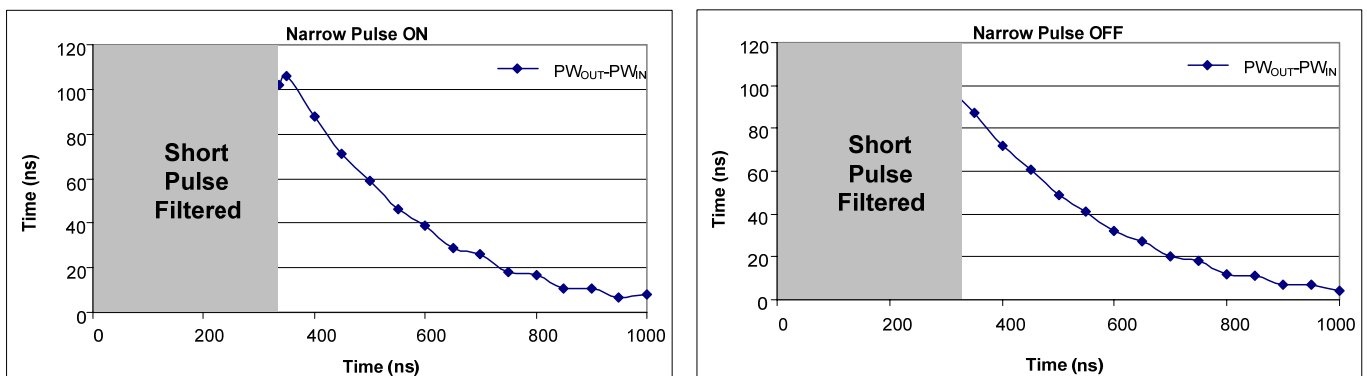 Narrow Pulse ON
120
100
80
60
40
20
0
Time (ns)
Short
Pulse
Filtered
PWOUT-PWIN
0 200 400 600 800 1000
Time (ns)
Narrow Pulse OFF
120
100
80
60
40
20
0
Time (ns)
Short
Pulse
Filtered
PWOUT-PWIN
0 200 400 600 800 1000
Time (ns)